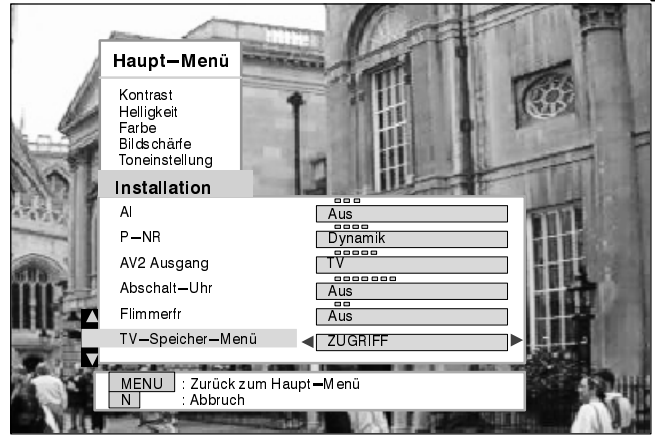 Haupt–Menü
Kontrast
Helligkeit
Farbe
Bildschärfe
Toneinstellung
Installation
AI Aus
P–NR Dynamik
AV2 Ausgang TV
Abschalt–Uhr Aus
Flimmerfr Aus
TV–Speicher–Menü ZUGRIFF
MENU : Zurück zum Haupt–Menü
N : Abbruch